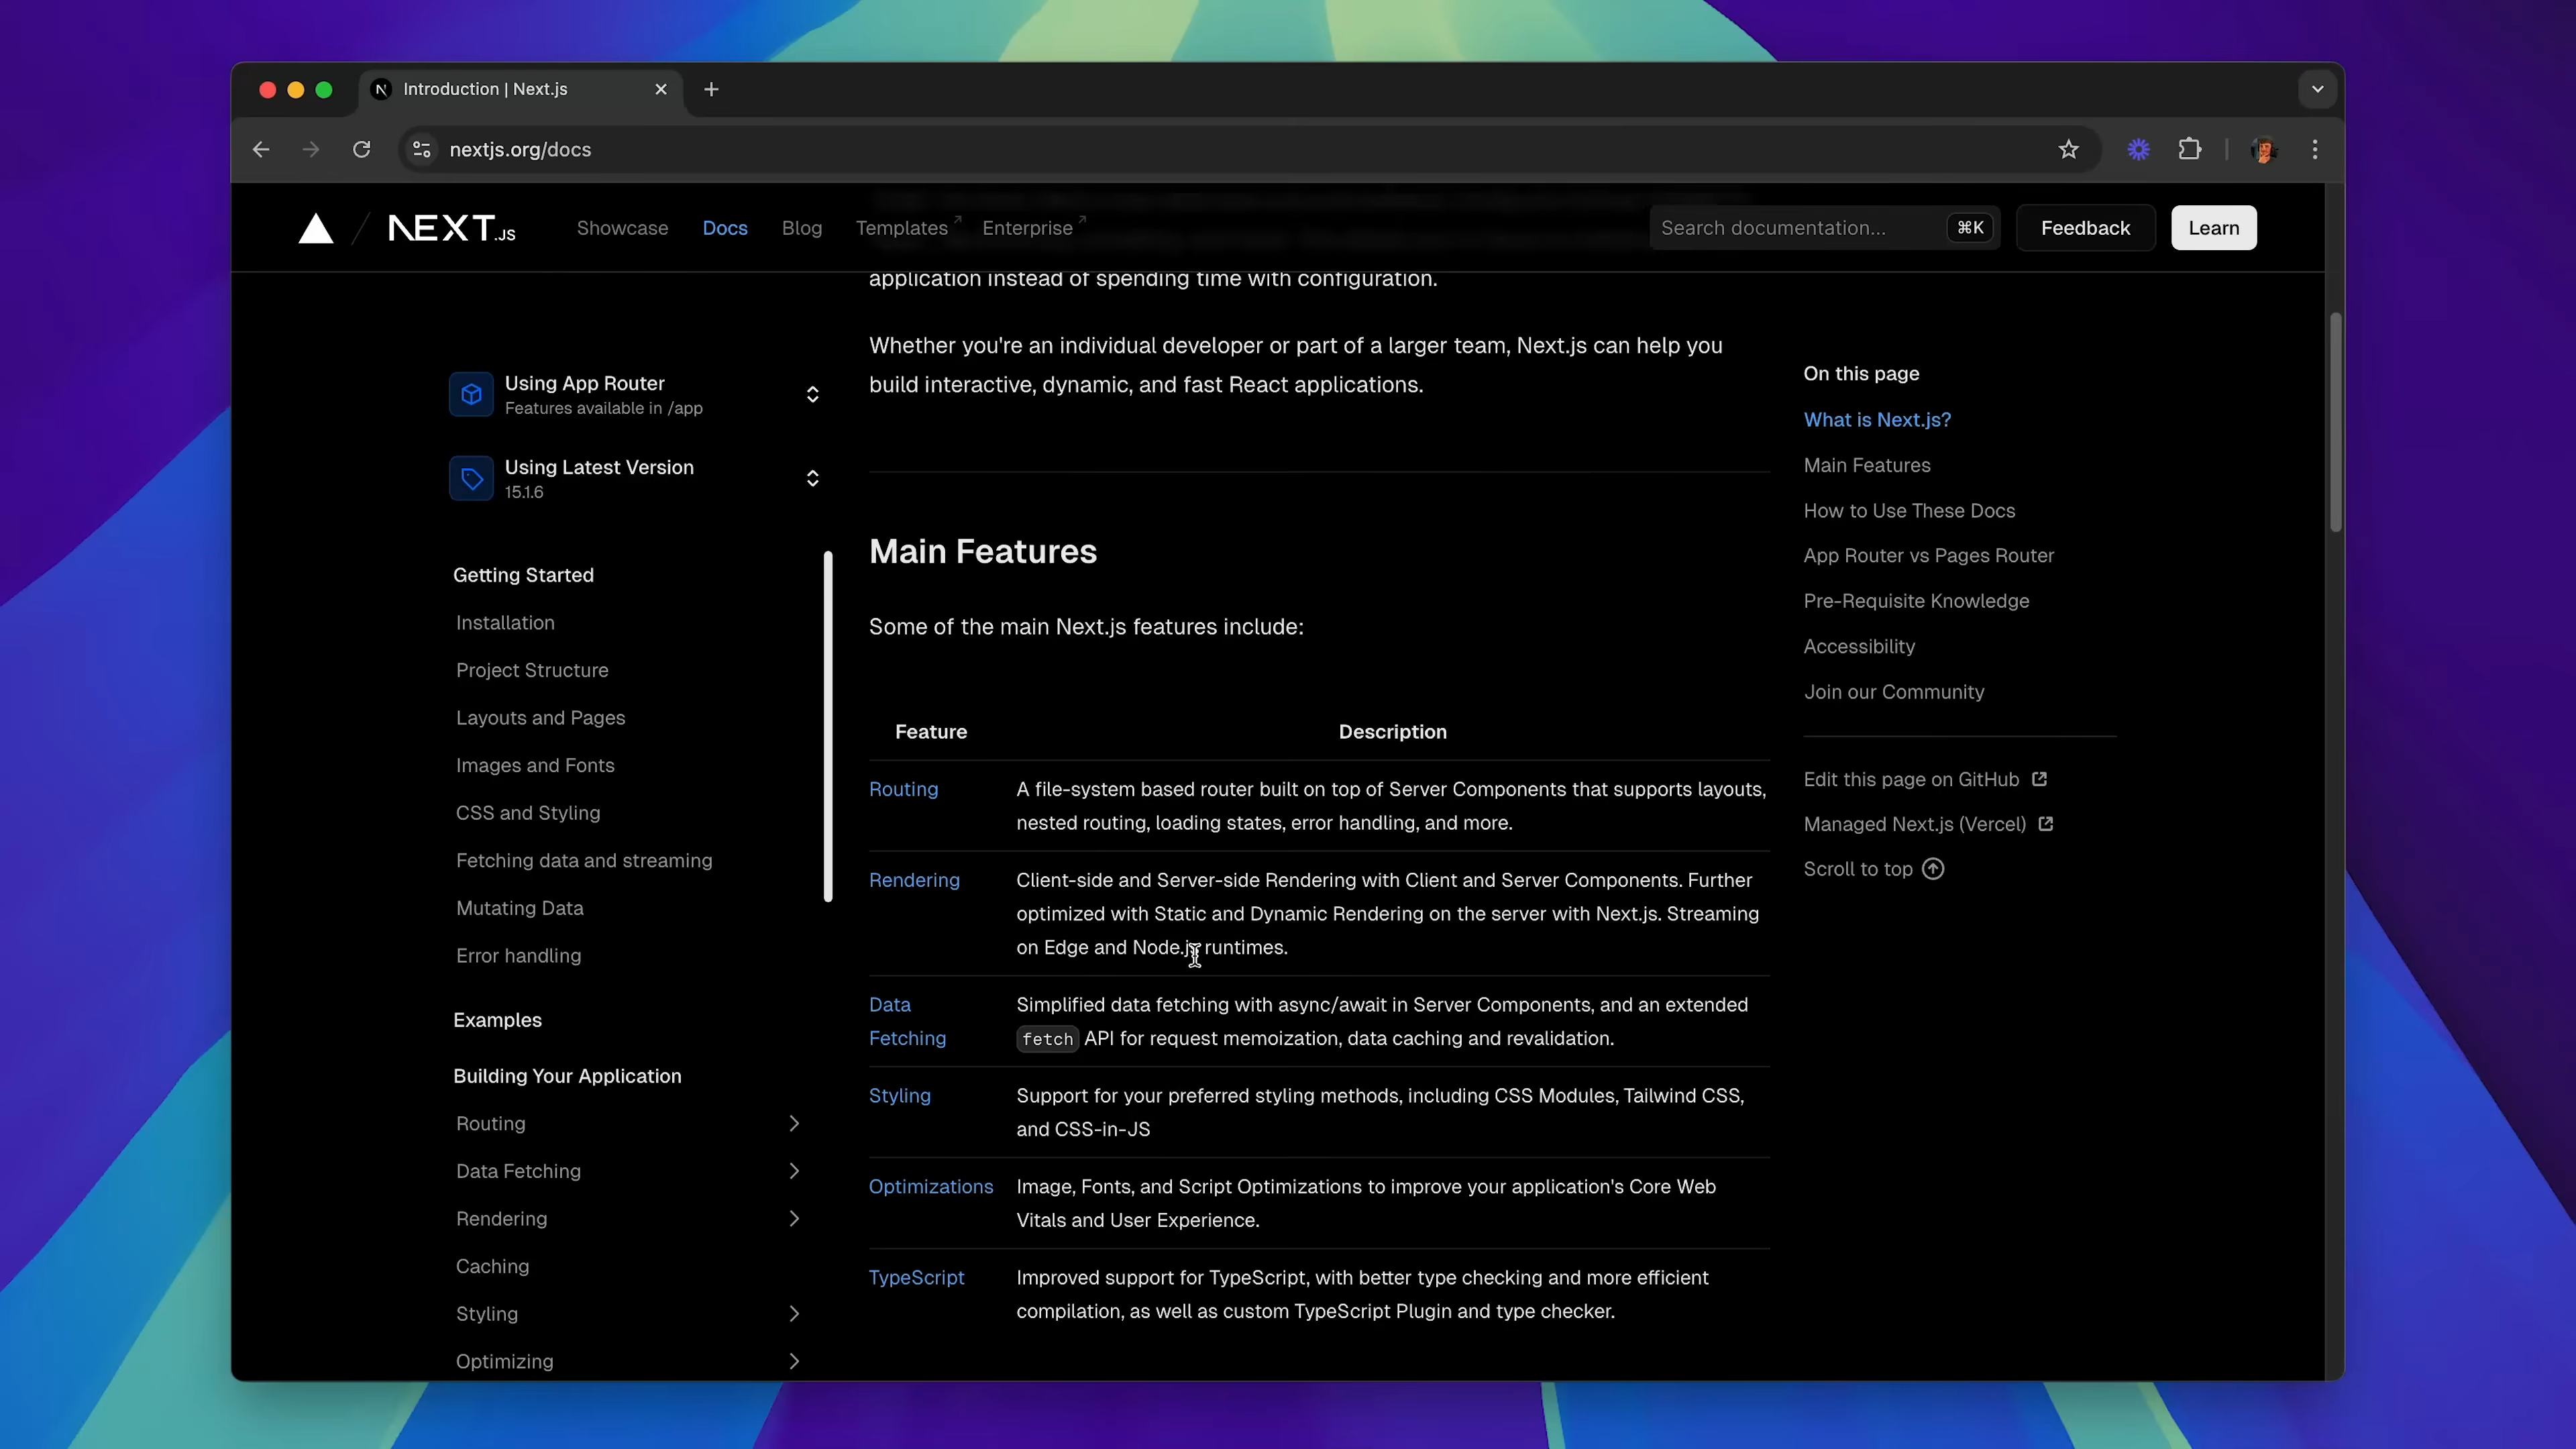 Introduction | Next.js
nextjs.org/docs
NEXT.JS
Showcase
Docs
Blog
Templates
Enterprise
Search documentation...
⌘K
Feedback
Learn
Using App Router
Features available in /app
Using Latest Version
15.1.6
Getting Started
Installation
Project Structure
Layouts and Pages
Images and Fonts
CSS and Styling
Fetching data and streaming
Mutating Data
Error handling
Examples
Building Your Application
Routing
Data Fetching
Rendering
Caching
Styling
Optimizing
application instead of spending time with configuration.
Whether you're an individual developer or part of a larger team, Next.js can help you
build interactive, dynamic, and fast React applications.
Main Features
Some of the main Next.js features include:
Feature Description
Routing A file-system based router built on top of Server Components that supports layouts,
nested routing, loading states, error handling, and more.
Rendering Client-side and Server-side Rendering with Client and Server Components. Further
optimized with Static and Dynamic Rendering on the server with Next.js. Streaming
on Edge and Node.js runtimes.
Data Simplified data fetching with async/await in Server Components, and an extended
Fetching fetch API for request memoization, data caching and revalidation.
Styling Support for your preferred styling methods, including CSS Modules, Tailwind CSS,
and CSS-in-JS
Optimizations Image, Fonts, and Script Optimizations to improve your application's Core Web
Vitals and User Experience.
TypeScript Improved support for TypeScript, with better type checking and more efficient
compilation, as well as custom TypeScript Plugin and type checker.
On this page
What is Next.js?
Main Features
How to Use These Docs
App Router vs Pages Router
Pre-Requisite Knowledge
Accessibility
Join our Community
Edit this page on GitHub
Managed Next.js (Vercel)
Scroll to top